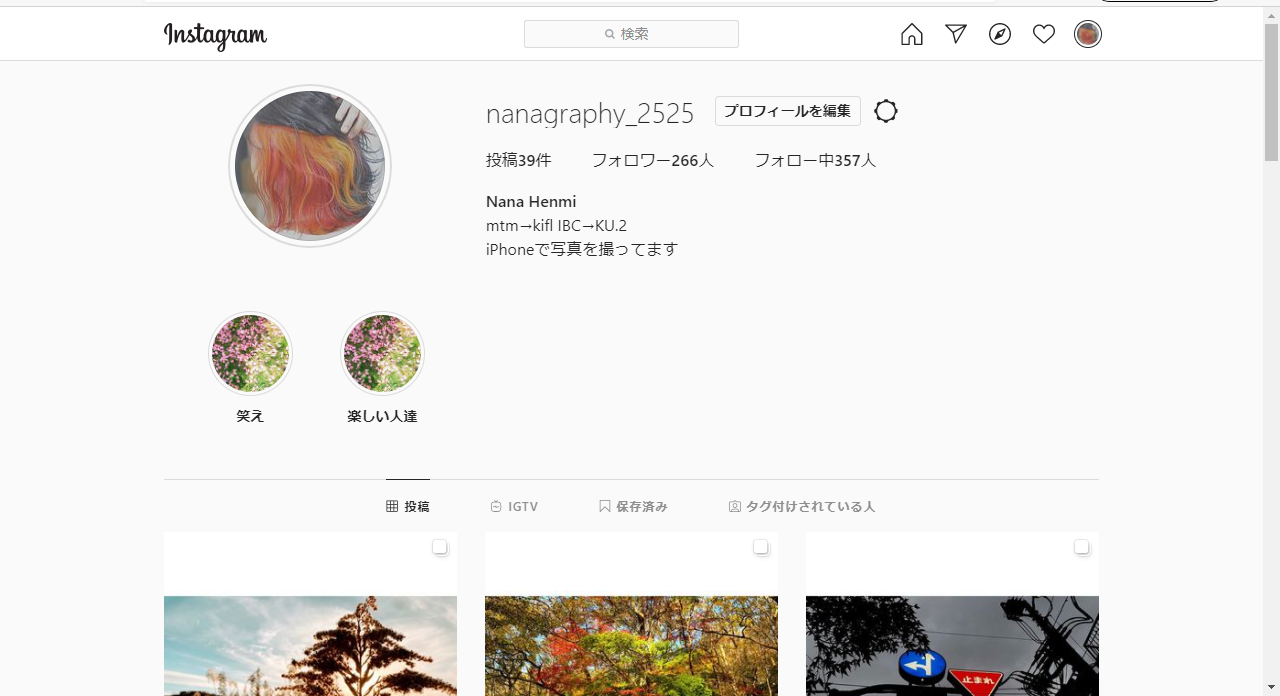 Instagram
検索
nanagraphy_2525
プロフィールを編集
投稿39件 フォロワー266人 フォロー中357人
Nana Henmi
mtm→kifl IBC→KU.2
iPhoneで写真を撮ってます
笑え
楽しい人達
投稿 IGTV 保存済み タグ付けされている人
止まれ